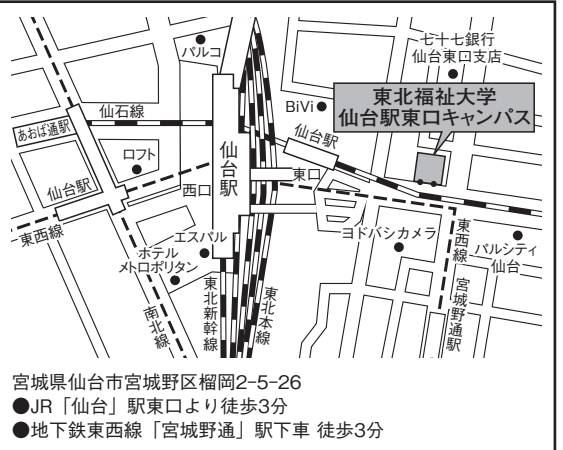 パルコ
七十七銀行
仙台東口支店
BiVi
東北福祉大学
仙台駅東口キャンパス
仙石線
あおば通駅
ロフト
仙台駅
仙台駅
仙台駅
西口
東口
東西線
エスパル
ホテル
メトロポリタン
ヨドバシカメラ
東西線
パルシティ
仙台
宮城野通駅
南北線
東北新幹線
東北本線
宮城県仙台市宮城野区榴岡2-5-26
●JR「仙台」駅東口より徒歩3分
●地下鉄東西線「宮城野通」駅下車 徒歩3分